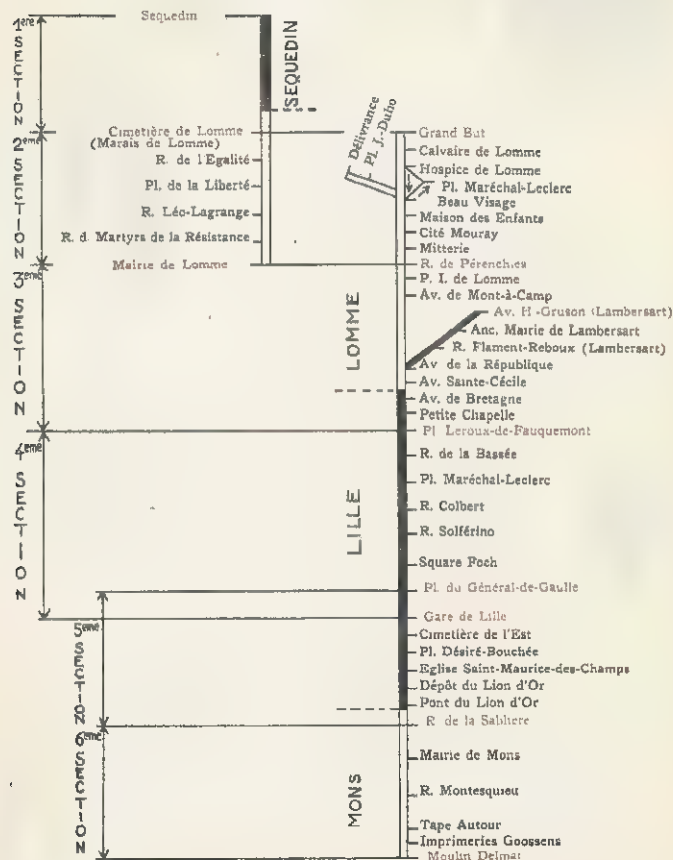 1ere SECTION
2eme SECTION
3eme SECTION
4eme SECTION
5eme SECTION
6eme SECTION
Sequedin
SEQUEDIN
Cimetière de Lomme
(Marais de Lomme)
R. de l'Egalité
Pl. de la Liberté
R. Léo-Lagrange
R. d. Martyrs de la Résistance
Mairie de Lomme
Délivrance
Pl. J.-Duho
LOMME
LILLE
MONS
Grand But
Calvaire de Lomme
Hospice de Lomme
Pl. Maréchal-Leclerc
Beau Visage
Maison des Enfants
Cité Mouray
Mitterie
R. de Pérenchies
P. I. de Lomme
Av. de Mont-à-Camp
Av. H.-Gruson (Lambersart)
Anc. Mairie de Lambersart
R. Flament-Reboux (Lambersart)
Av de la République
Av. Sainte-Cécile
Av. de Bretagne
Petite Chapelle
Pl Leroux-de-Fauquemont
R. de la Bassée
Pl. Maréchal-Leclerc
R. Colbert
R. Solférino
Square Foch
Pl. du Général-de-Gaulle
Gare de Lille
Cimetière de l'Est
Pl. Désiré-Bouchée
Eglise Saint-Maurice-des-Champs
Dépôt du Lion d'Or
Pont du Lion d'Or
R de la Sablière
Mairie de Mons
R. Montesquieu
Tape Autour
Imprimeries Goossens
Moulin Delmar